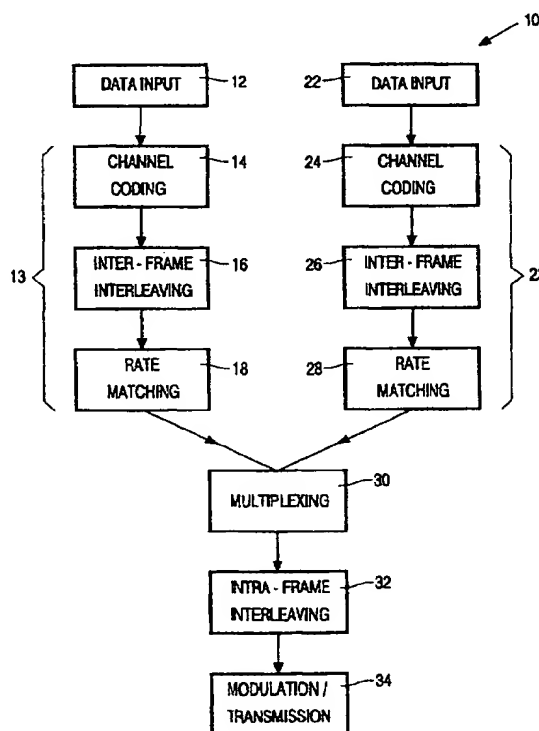 10
DATA INPUT 12
22 DATA INPUT
CHANNEL
CODING
14
24
CHANNEL
CODING
13
INTER - FRAME
INTERLEAVING
16
26
INTER - FRAME
INTERLEAVING
RATE
MATCHING
18
28
RATE
MATCHING
MULTIPLEXING
30
INTRA - FRAME
INTERLEAVING
32
MODULATION /
TRANSMISSION
34